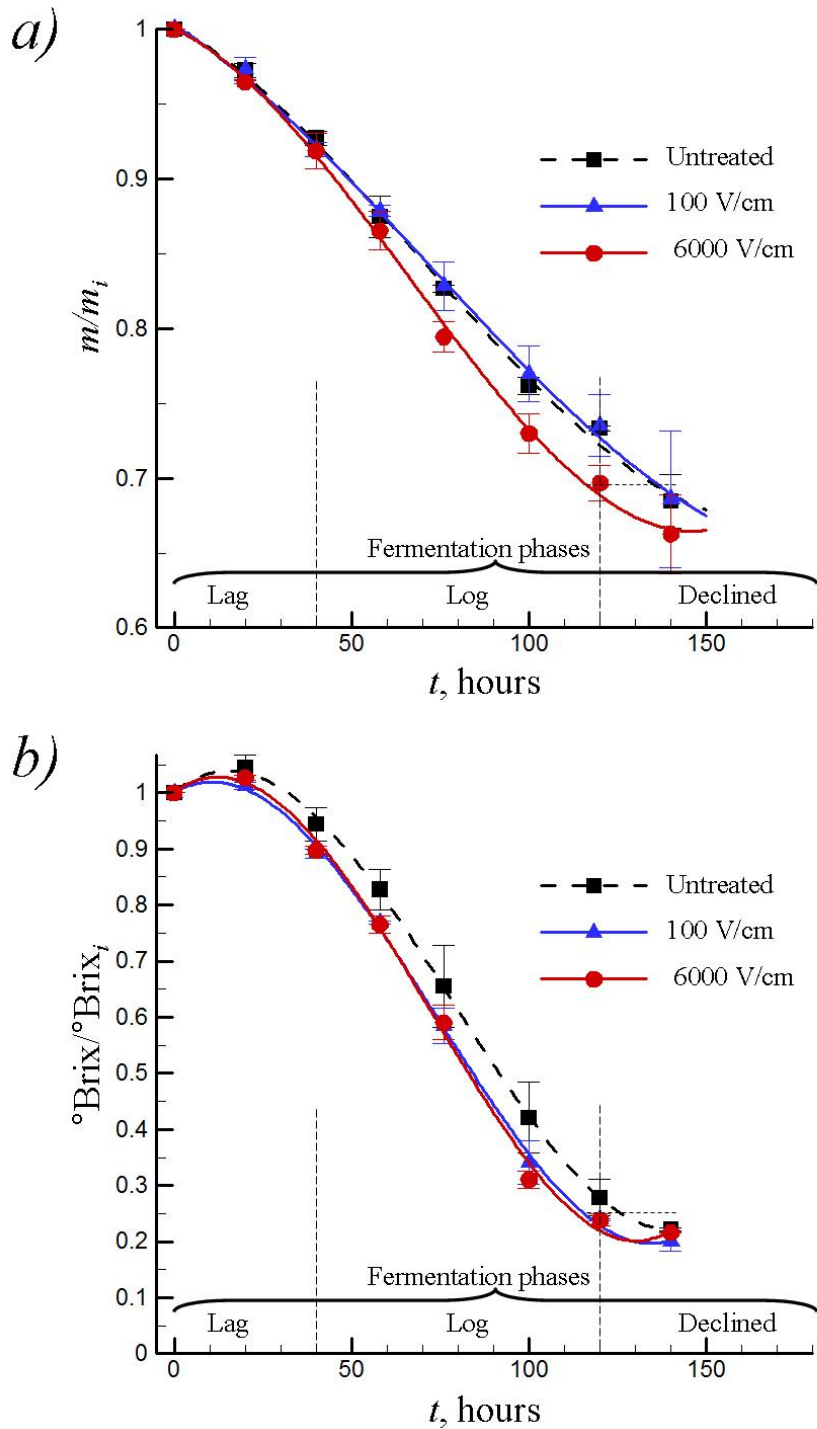 a)
1
0.9
0.8
0.7
0.6
m/m_i
Untreated
100 V/cm
6000 V/cm
Fermentation phases
Lag Log Declined
0 50 100 150
t, hours
b)
1
0.9
0.8
0.7
0.6
0.5
0.4
0.3
0.2
0.1
0
°Brix/°Brix_i
Untreated
100 V/cm
6000 V/cm
Fermentation phases
Lag Log Declined
0 50 100 150
t, hours